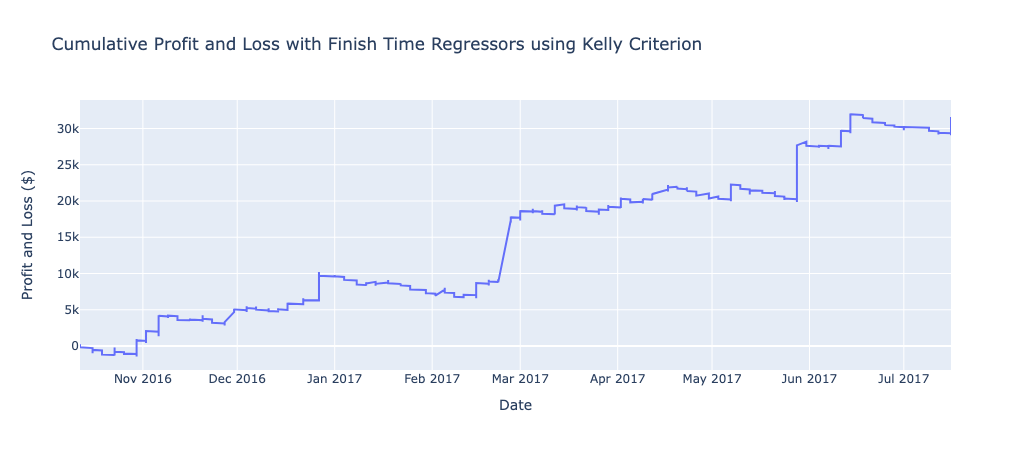 Cumulative Profit and Loss with Finish Time Regressors using Kelly Criterion
Profit and Loss ($)
30k
25k
20k
15k
10k
5k
0
Nov 2016 Dec 2016 Jan 2017 Feb 2017 Mar 2017 Apr 2017 May 2017 Jun 2017 Jul 2017
Date